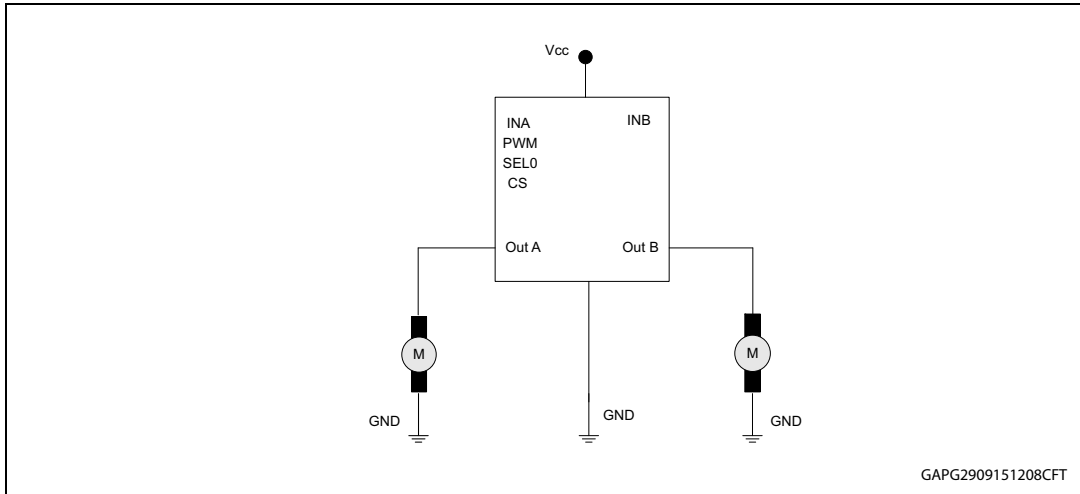 Vcc
INA
INB
PWM
SEL0
CS
Out A
Out B
M
M
GND
GND
GND
GAPG2909151208CFT